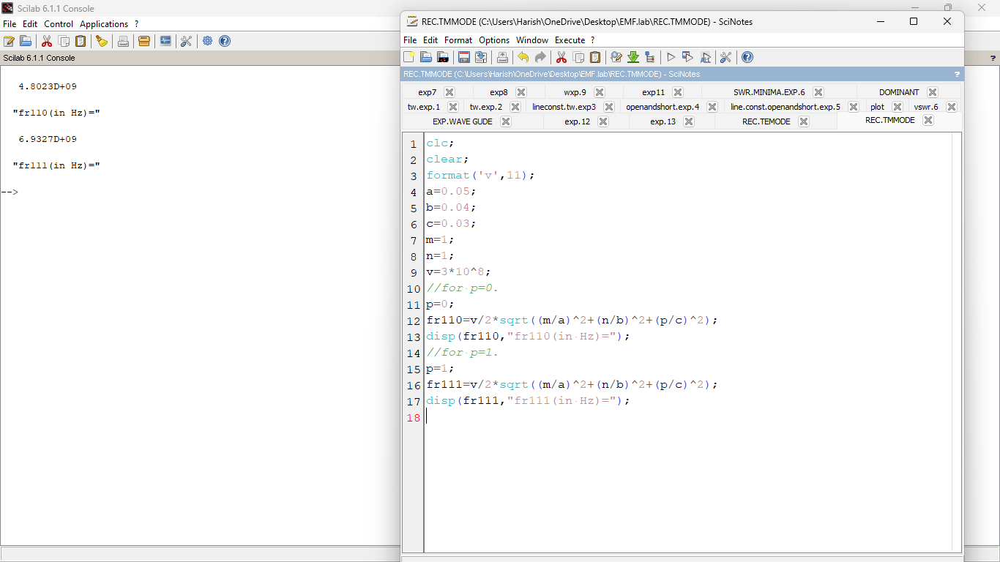 Scilab 6.1.1 Console
File Edit Control Applications ?
Scilab 6.1.1 Console
?
4.8023D+09
"fr110(in Hz)="
6.9327D+09
"fr111(in Hz)="
-->
REC.TMMODE (C:\Users\Harish\OneDrive\Desktop\EMF.lab\REC.TMMODE) - SciNotes
File Edit Format Options Window Execute ?
REC.TMMODE (C:\Users\Harish\OneDrive\Desktop\EMF.lab\REC.TMMODE) - SciNotes ?
exp7 exp8 wxp.9 exp11 SWR.MINIMA.EXP.6 DOMINANT
tw.exp.1 tw.exp.2 lineconst.tw.exp3 openandshort.exp.4 line.const.openandshort.exp.5 plot vswr.6
EXP.WAVE GUDE exp.12 exp.13 REC.TEMODE REC.TMMODE
1 clc;
2 clear;
3 format('v',11);
4 a=0.05;
5 b=0.04;
6 c=0.03;
7 m=1;
8 n=1;
9 v=3*10^8;
10 //for p=0.
11 p=0;
12 fr110=v/2*sqrt((m/a)^2+(n/b)^2+(p/c)^2);
13 disp(fr110,"fr110(in Hz)=");
14 //for p=1.
15 p=1;
16 fr111=v/2*sqrt((m/a)^2+(n/b)^2+(p/c)^2);
17 disp(fr111,"fr111(in Hz)=");
18